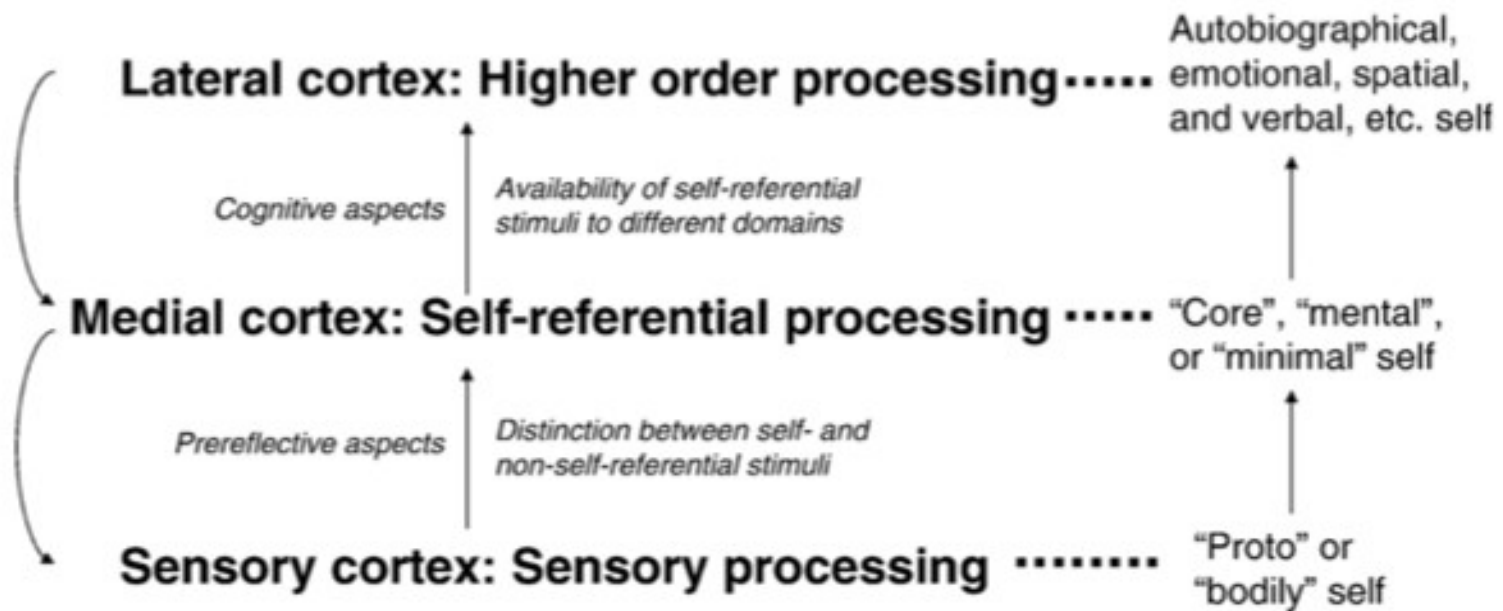 Autobiographical,
Lateral cortex: Higher order processing
emotional, spatial,
and verbal, etc. self
Cognitive aspects
Availability of self-referential
stimuli to different domains
Medial cortex: Self-referential processing
“Core”, “mental”,
or “minimal” self
Prereflective aspects
Distinction between self- and
non-self-referential stimuli
Sensory cortex: Sensory processing
“Proto” or
“bodily” self